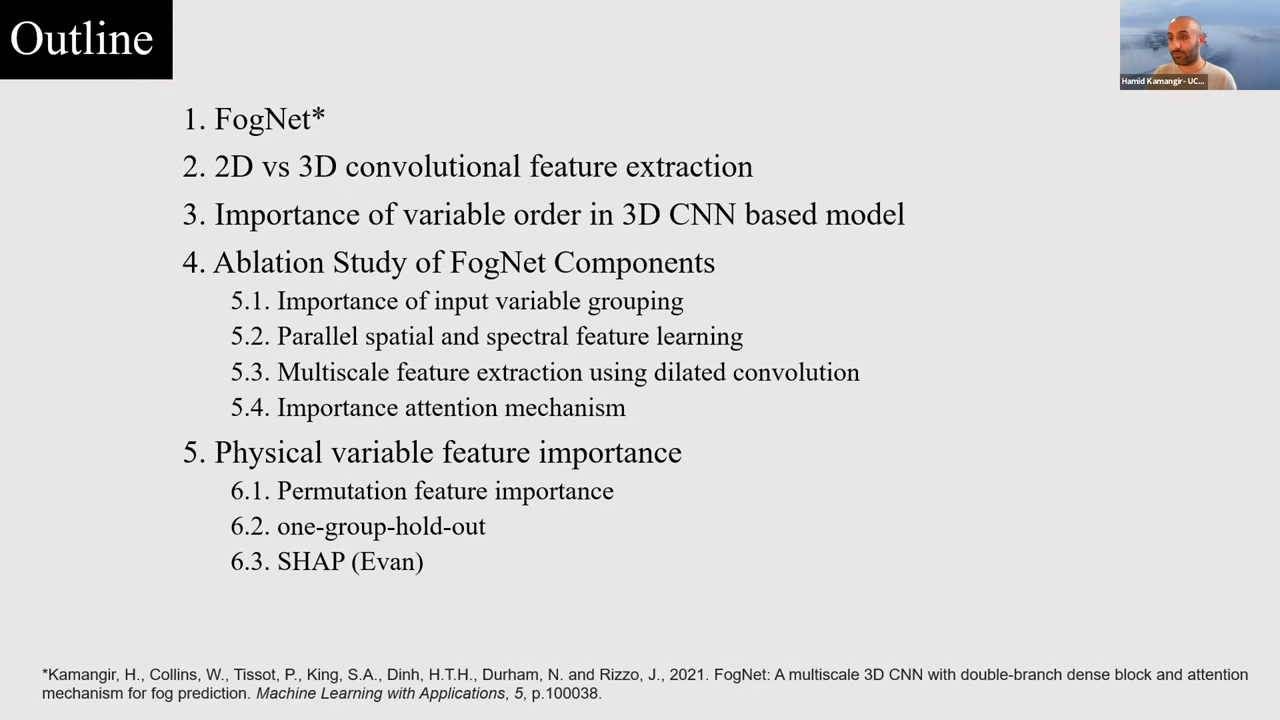 Outline
Hamid Kamangir- UC...
1. FogNet*
2. 2D vs 3D convolutional feature extraction
3. Importance of variable order in 3D CNN based model
4. Ablation Study of FogNet Components
5.1. Importance of input variable grouping
5.2. Parallel spatial and spectral feature learning
5.3. Multiscale feature extraction using dilated convolution
5.4. Importance attention mechanism
5. Physical variable feature importance
6.1. Permutation feature importance
6.2. one-group-hold-out
6.3. SHAP (Evan)
*Kamangir, H., Collins, W., Tissot, P., King, S.A., Dinh, H.T.H., Durham, N. and Rizzo, J., 2021. FogNet: A multiscale 3D CNN with double-branch dense block and attention
mechanism for fog prediction. Machine Learning with Applications, 5, p.100038.